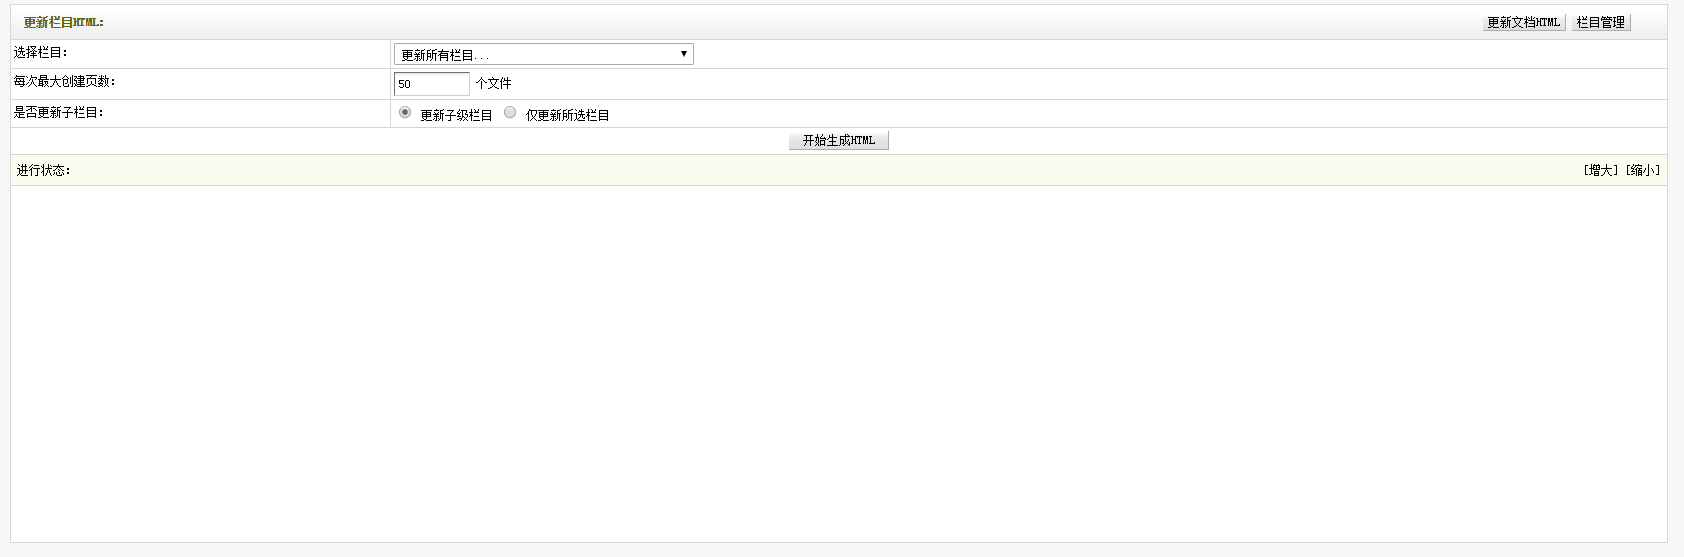 更新栏目HTML: 更新文档HTML 栏目管理
选择栏目: 更新所有栏目... ▼
每次最大创建页数: 50 个文件
是否更新子栏目: 更新子级栏目 仅更新所选栏目
开始生成HTML
进行状态: [增大] [缩小]